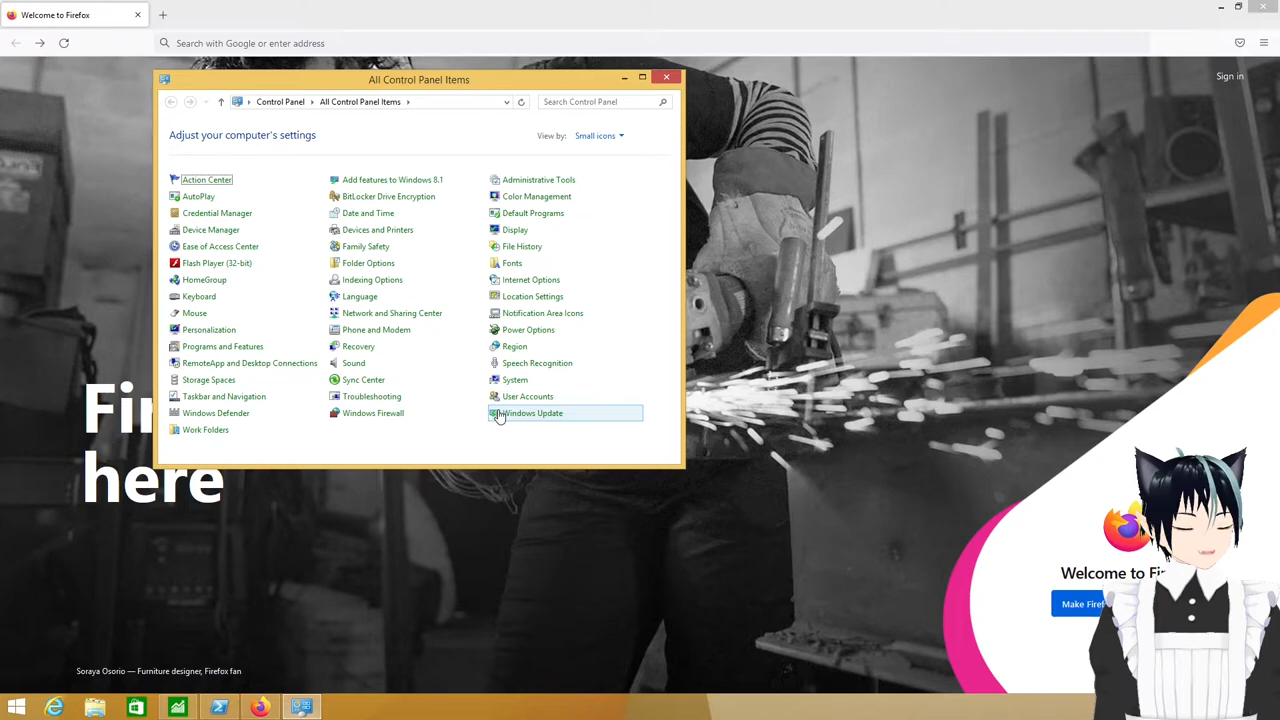 Welcome to Firefox
Search with Google or enter address
Sign in
All Control Panel Items
Control Panel
All Control Panel Items
Search Control Panel
Adjust your computer's settings
View by:
Small icons
Action Center
Add features to Windows 8.1
Administrative Tools
AutoPlay
BitLocker Drive Encryption
Color Management
Credential Manager
Date and Time
Default Programs
Device Manager
Devices and Printers
Display
Ease of Access Center
Family Safety
File History
Flash Player (32-bit)
Folder Options
Fonts
HomeGroup
Indexing Options
Internet Options
Keyboard
Language
Location Settings
Mouse
Network and Sharing Center
Notification Area Icons
Personalization
Phone and Modem
Power Options
Programs and Features
Recovery
Region
RemoteApp and Desktop Connections
Sound
Speech Recognition
Storage Spaces
Sync Center
System
Taskbar and Navigation
Troubleshooting
User Accounts
Windows Defender
Windows Firewall
Windows Update
Work Folders
here
Welcome to
Make
Soraya Osorio — Furniture designer, Firefox fan